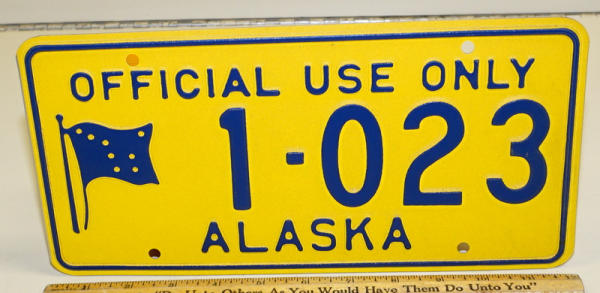 OFFICIAL USE ONLY
1-023
ALASKA
"Do Unto Others As You Would Have Them Do Unto You"